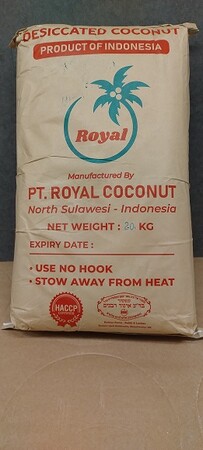 DESICCATED COCONUT
PRODUCT OF INDONESIA
Royal
Manufactured By
PT. ROYAL COCONUT
North Sulawesi - Indonesia
NET WEIGHT : 20 KG
EXPIRY DATE :
• USE NO HOOK
• STOW AWAY FROM HEAT
HACCP